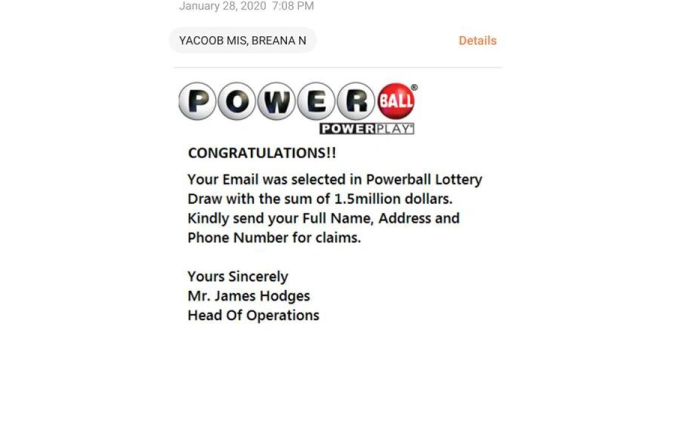 January 28, 2020 7:08 PM
YACOOB MIS, BREANA N
Details
POWER BALL®
POWERPLAY®
CONGRATULATIONS!!
Your Email was selected in Powerball Lottery
Draw with the sum of 1.5million dollars.
Kindly send your Full Name, Address and
Phone Number for claims.
Yours Sincerely
Mr. James Hodges
Head Of Operations